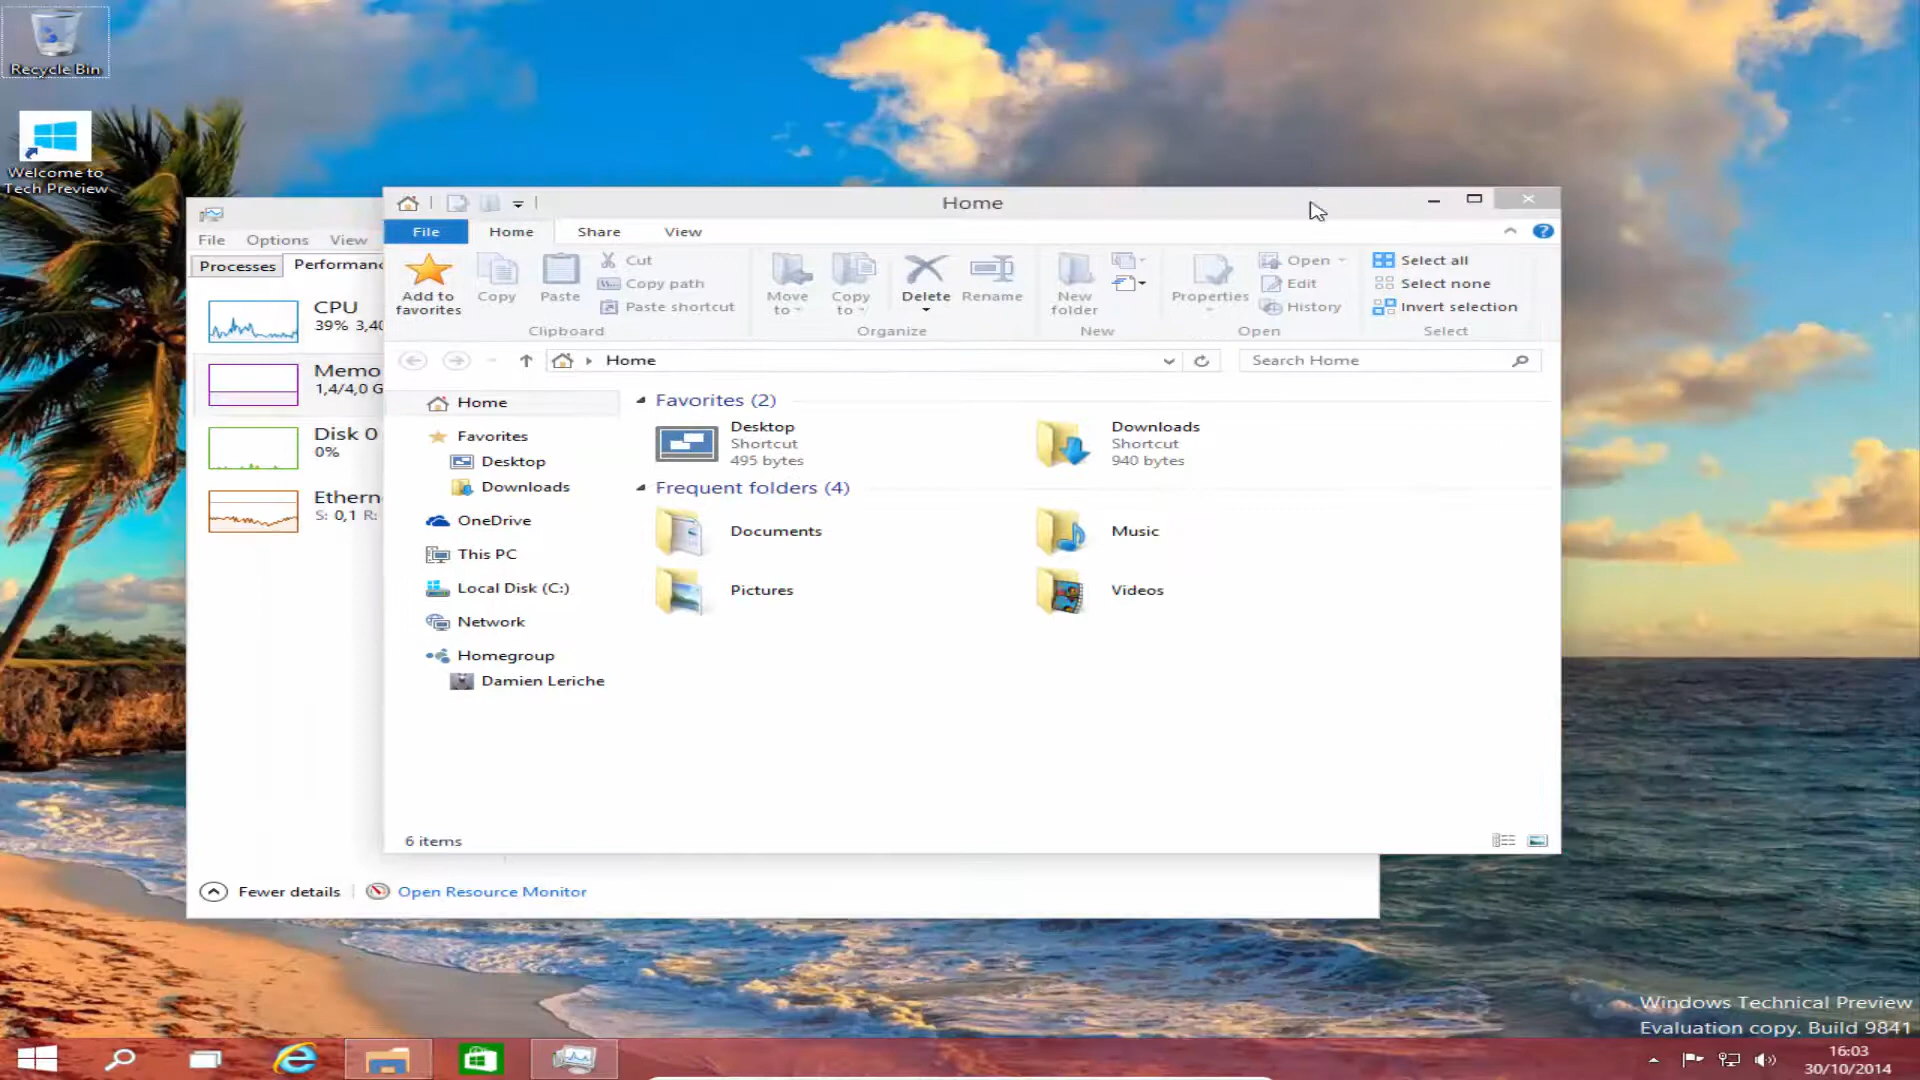 Recycle Bin
Welcome to
Tech Preview
File Options View
Processes
Performanc
CPU
39% 3,40
Memo
1,4/4,0 G
Disk 0
0%
Ethern
S: 0,1 R:
Fewer details
Open Resource Monitor
Home
File Home Share View
Add to
favorites
Copy
Paste
Cut
Copy path
Paste shortcut
Clipboard
Move
to
Copy
to
Delete
Rename
Organize
New
folder
New
Properties
Open
Edit
History
Open
Select all
Select none
Invert selection
Select
Home
Search Home
Home
Favorites
Desktop
Downloads
OneDrive
This PC
Local Disk (C:)
Network
Homegroup
Damien Leriche
Favorites (2)
Desktop
Shortcut
495 bytes
Downloads
Shortcut
940 bytes
Frequent folders (4)
Documents
Music
Pictures
Videos
6 items
Windows Technical Preview
Evaluation copy. Build 9841
16:03
30/10/2014